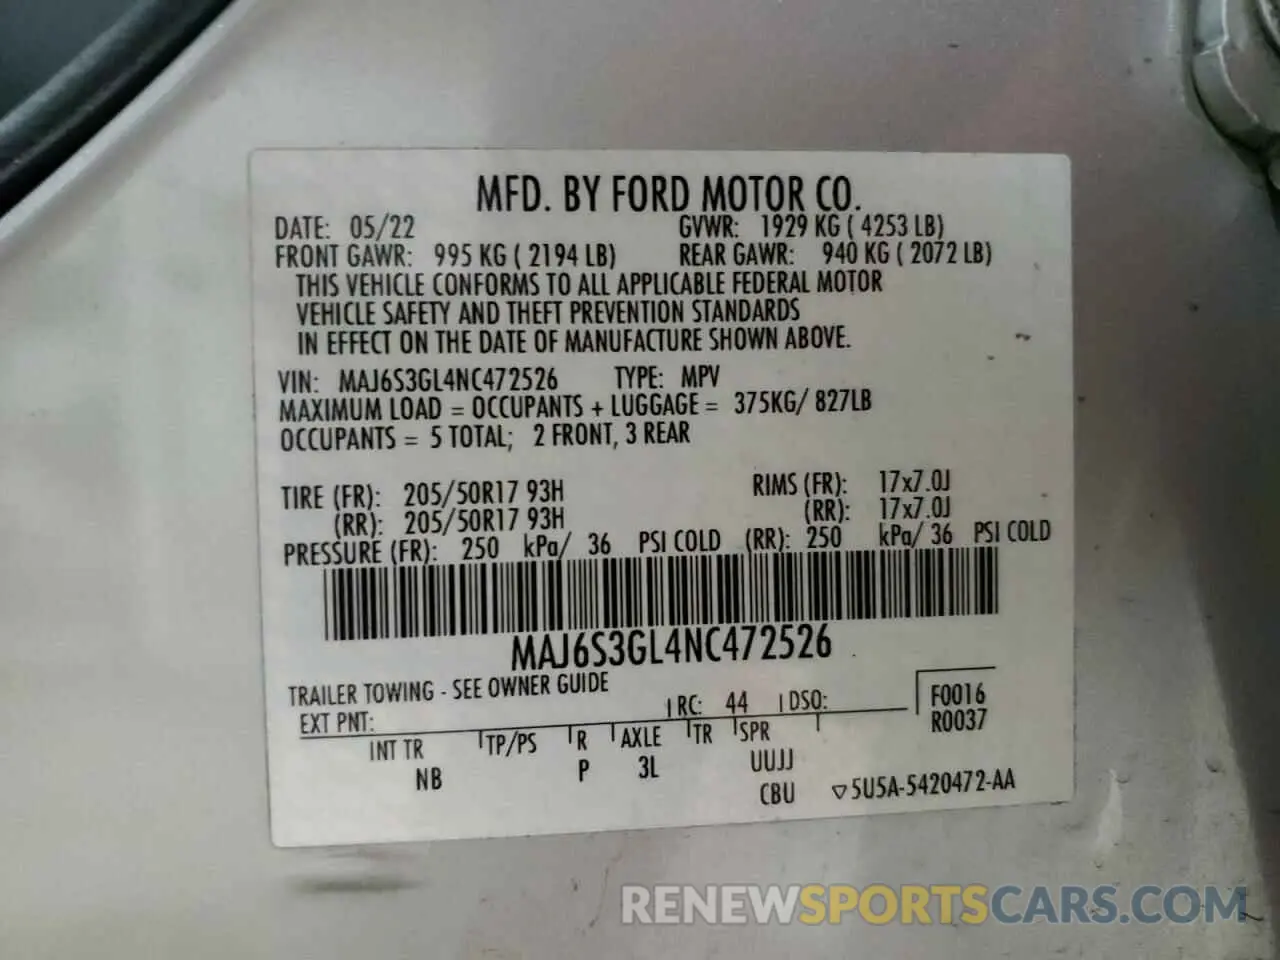 MFD. BY FORD MOTOR CO.
DATE: 05/22 GVWR: 1929 KG ( 4253 LB)
FRONT GAWR: 995 KG ( 2194 LB) REAR GAWR: 940 KG ( 2072 LB)
THIS VEHICLE CONFORMS TO ALL APPLICABLE FEDERAL MOTOR
VEHICLE SAFETY AND THEFT PREVENTION STANDARDS
IN EFFECT ON THE DATE OF MANUFACTURE SHOWN ABOVE.
VIN: MAJ6S3GL4NC472526 TYPE: MPV
MAXIMUM LOAD = OCCUPANTS + LUGGAGE = 375KG/ 827LB
OCCUPANTS = 5 TOTAL; 2 FRONT, 3 REAR
TIRE (FR): 205/50R17 93H RIMS (FR): 17x7.0J
(RR): 205/50R17 93H (RR): 17x7.0J
PRESSURE (FR): 250 kPa/ 36 PSI COLD (RR): 250 kPa/ 36 PSI COLD
MAJ6S3GL4NC472526
TRAILER TOWING - SEE OWNER GUIDE
EXT PNT: RC: 44 DSO: F0016
R0037
INT TR TP/PS R AXLE TR SPR
NB P 3L UUJJ
CBU ▽5U5A-5420472-AA
RENEWSPORTSCARS.COM